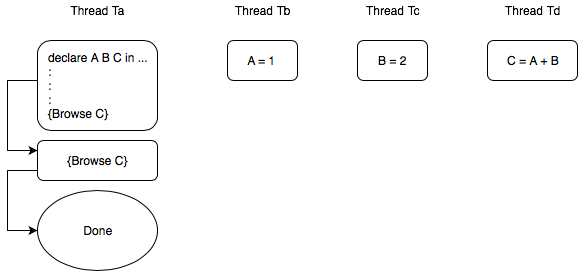 Thread Ta
Thread Tb
Thread Tc
Thread Td
declare A B C in ...
:
:
:
{Browse C}
A = 1
B = 2
C = A + B
{Browse C}
Done